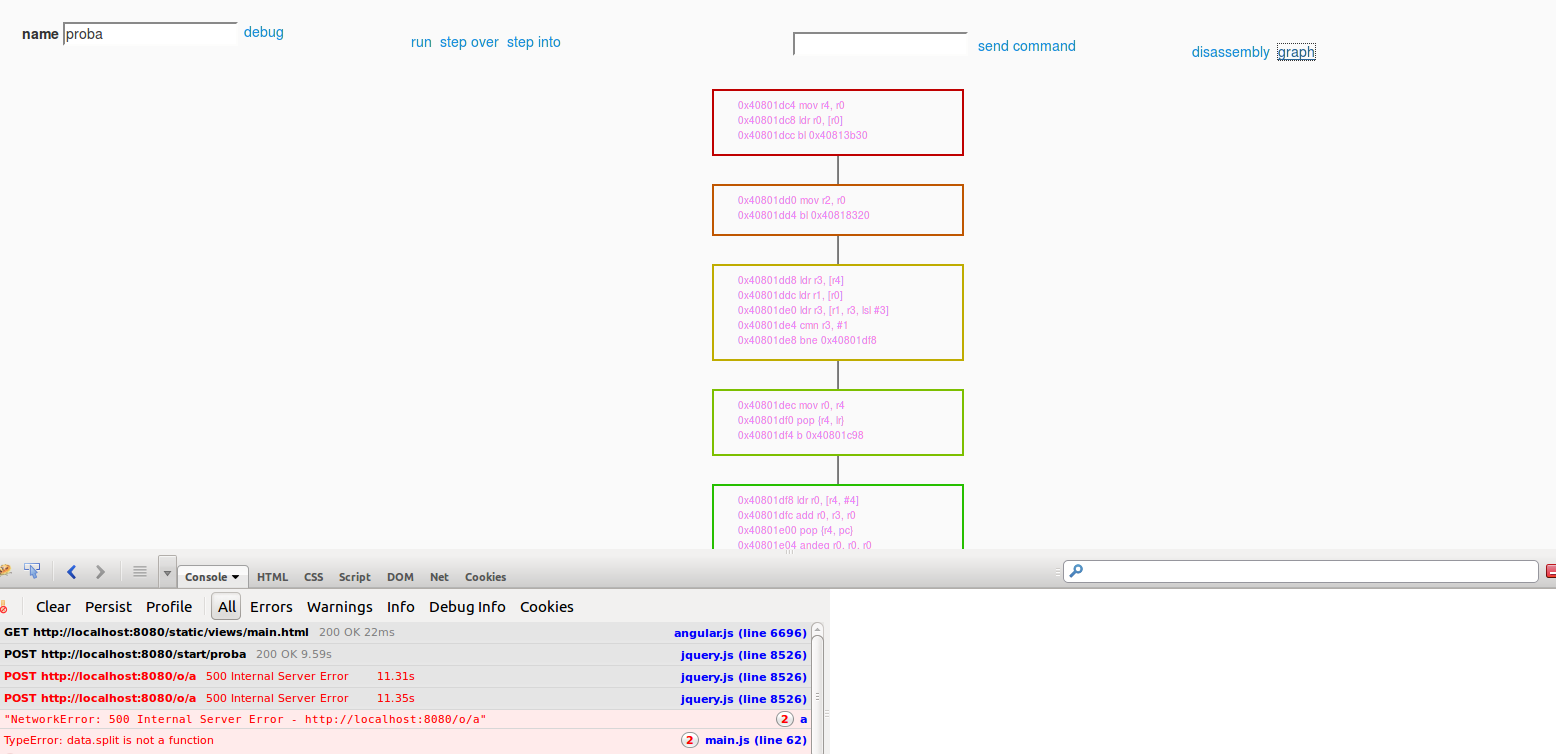 name proba debug run step over step into send command disassembly graph
0x40801dc4 mov r4, r0
0x40801dc8 ldr r0, [r0]
0x40801dcc bl 0x40813b30
0x40801dd0 mov r2, r0
0x40801dd4 bl 0x40818320
0x40801dd8 ldr r3, [r4]
0x40801ddc ldr r1, [r0]
0x40801de0 ldr r3, [r1, r3, lsl #3]
0x40801de4 cmn r3, #1
0x40801de8 bne 0x40801df8
0x40801dec mov r0, r4
0x40801df0 pop {r4, lr}
0x40801df4 b 0x40801c98
0x40801df8 ldr r0, [r4, #4]
0x40801dfc add r0, r3, r0
0x40801e00 pop {r4, pc}
0x40801e04 andeq r0, r0, r0
Console HTML CSS Script DOM Net Cookies
Clear Persist Profile All Errors Warnings Info Debug Info Cookies
GET http://localhost:8080/static/views/main.html 200 OK 22ms angular.js (line 6696)
POST http://localhost:8080/start/proba 200 OK 9.59s jquery.js (line 8526)
POST http://localhost:8080/o/a 500 Internal Server Error 11.31s jquery.js (line 8526)
POST http://localhost:8080/o/a 500 Internal Server Error 11.35s jquery.js (line 8526)
"NetworkError: 500 Internal Server Error - http://localhost:8080/o/a" 2 a
TypeError: data.split is not a function 2 main.js (line 62)